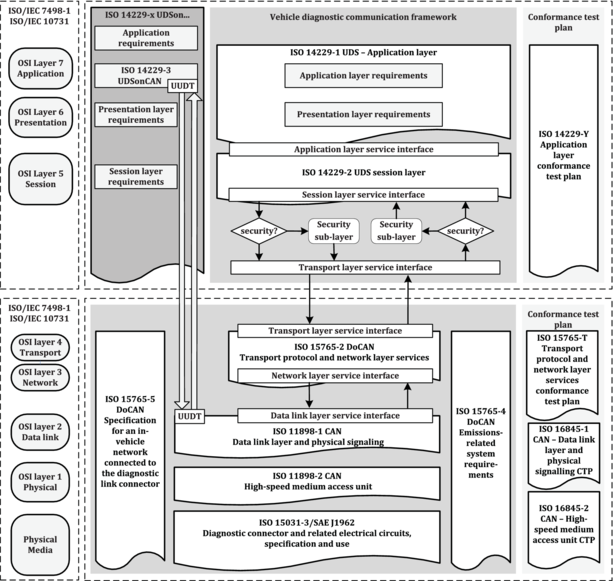 ISO/IEC 7498-1
ISO/IEC 10731
OSI Layer 7
Application
OSI Layer 6
Presentation
OSI Layer 5
Session
ISO 14229-x UDSon...
Application
requirements
ISO 14229-3
UDSonCAN
UUDT
Presentation layer
requirements
Session layer
requirements
Vehicle diagnostic communication framework
ISO 14229-1 UDS – Application layer
Application layer requirements
Presentation layer requirements
Application layer service interface
ISO 14229-2 UDS session layer
Session layer service interface
security?
Security
sub-layer
Security
sub-layer
security?
Transport layer service interface
Conformance test
plan
ISO 14229-Y
Application
layer
conformance
test plan
ISO/IEC 7498-1
ISO/IEC 10731
OSI layer 4
Transport
OSI layer 3
Network
OSI layer 2
Data link
OSI layer 1
Physical
Physical
Media
ISO 15765-5
DoCAN
Specification
for an in-
vehicle
network
connected to
the diagnostic
link connector
Transport layer service interface
ISO 15765-2 DoCAN
Transport protocol and network layer services
Network layer service interface
UUDT
Data link layer service interface
ISO 11898-1 CAN
Data link layer and physical signaling
ISO 11898-2 CAN
High-speed medium access unit
ISO 15031-3/SAE J1962
Diagnostic connector and related electrical circuits,
specification and use
ISO 15765-4
DoCAN
Emissions-
related
system
require-
ments
Conformance test
plan
ISO 15765-T
Transport
protocol and
network layer
services
conformance
test plan
ISO 16845-1
CAN – Data link
layer and
physical
signalling CTP
ISO 16845-2
CAN – High-
speed medium
access unit CTP